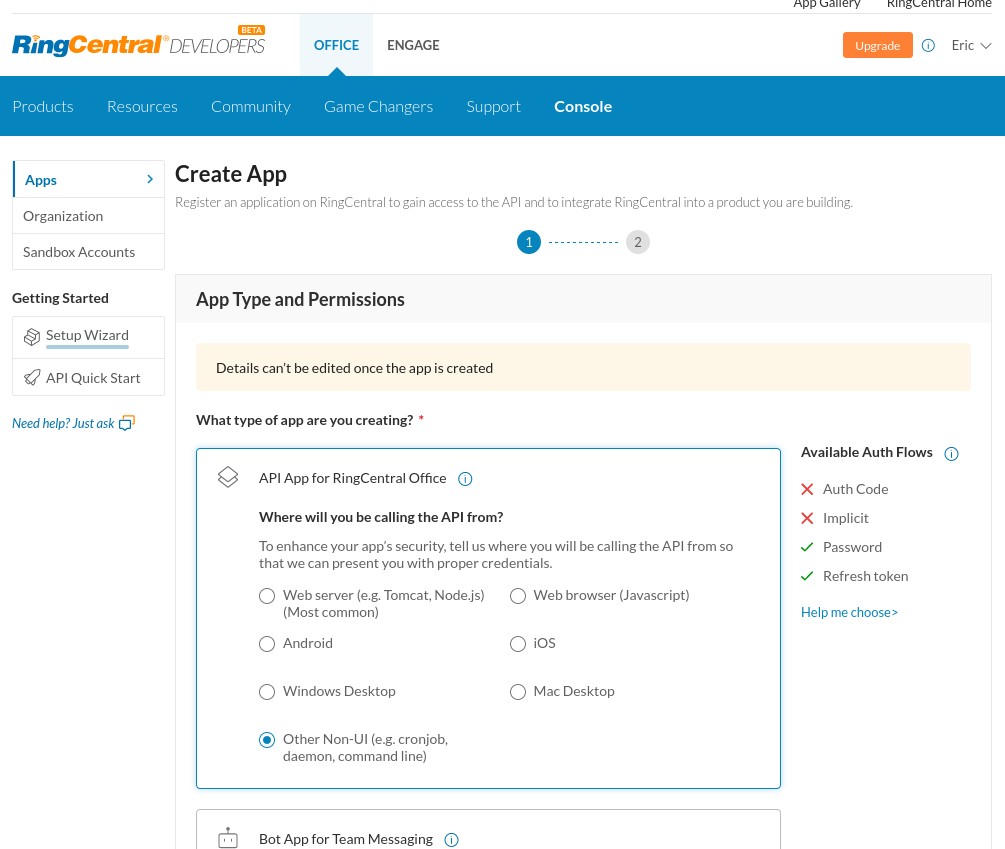 App Gallery RingCentral Home
RingCentral® DEVELOPERS BETA
OFFICE ENGAGE
Upgrade Eric
Products Resources Community Game Changers Support Console
Apps
Organization
Sandbox Accounts
Getting Started
Setup Wizard
API Quick Start
Need help? Just ask
Create App
Register an application on RingCentral to gain access to the API and to integrate RingCentral into a product you are building.
1 2
App Type and Permissions
Details can't be edited once the app is created
What type of app are you creating? *
API App for RingCentral Office
Where will you be calling the API from?
To enhance your app's security, tell us where you will be calling the API from so
that we can present you with proper credentials.
Web server (e.g. Tomcat, Node.js)
(Most common)
Web browser (Javascript)
Android
iOS
Windows Desktop
Mac Desktop
Other Non-UI (e.g. cronjob,
daemon, command line)
Available Auth Flows
Auth Code
Implicit
Password
Refresh token
Help me choose>
Bot App for Team Messaging